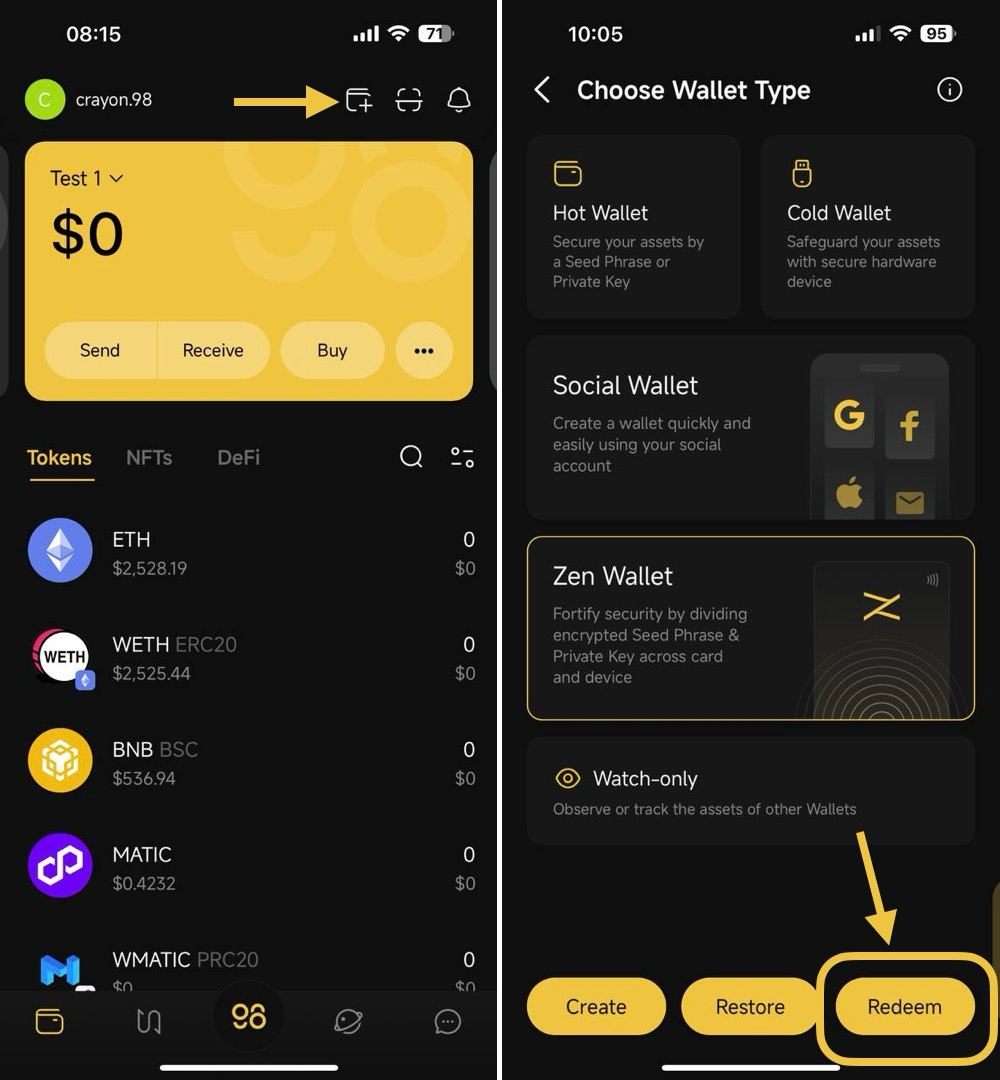 08:15
71
C
crayon.98
Test 1
$0
Send
Receive
Buy
Tokens
NFTs
DeFi
ETH
0
$2,528.19
$0
WETH
WETH ERC20
0
$2,525.44
$0
BNB BSC
0
$536.94
$0
MATIC
0
$0.4232
$0
WMATIC PRC20
0
$0
$0
98
10:05
95
Choose Wallet Type
Hot Wallet
Secure your assets by
a Seed Phrase or
Private Key
Cold Wallet
Safeguard your assets
with secure hardware
device
Social Wallet
Create a wallet quickly and
easily using your social
account
G
f
Zen Wallet
Fortify security by dividing
encrypted Seed Phrase &
Private Key across card
and device
Watch-only
Observe or track the assets of other Wallets
Create
Restore
Redeem